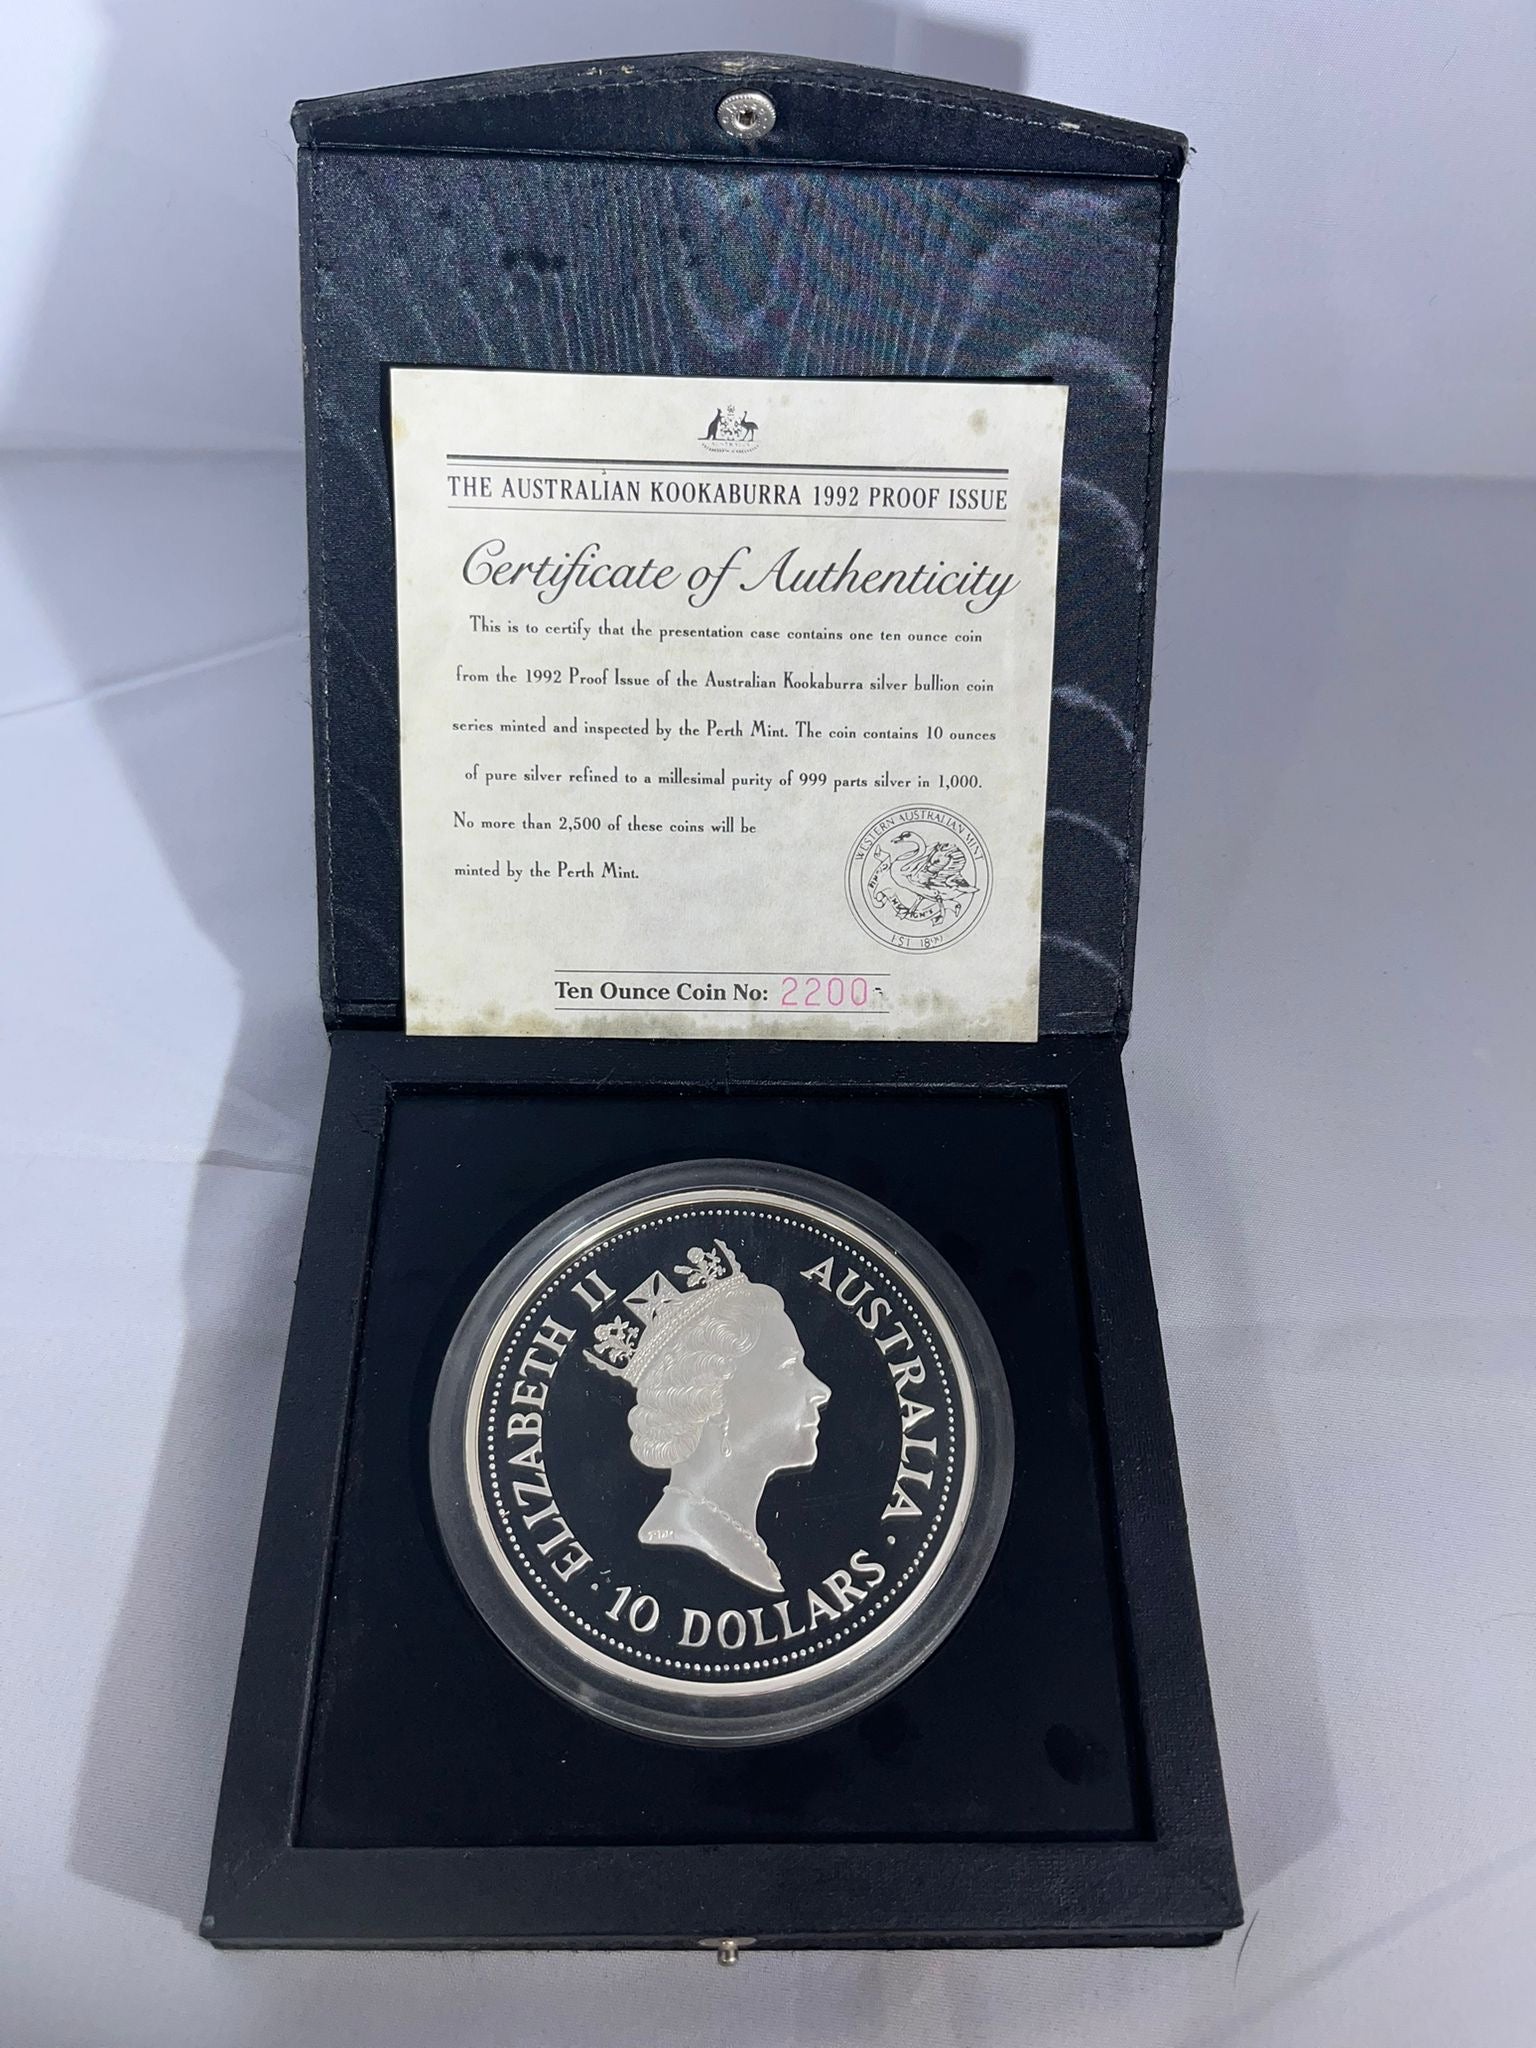 THE AUSTRALIAN KOOKABURRA 1992 PROOF ISSUE
Certificate of Authenticity
This is to certify that the presentation case contains one ten ounce coin
from the 1992 Proof Issue of the Australian Kookaburra silver bullion coin
series minted and inspected by the Perth Mint. The coin contains 10 ounces
of pure silver refined to a millesimal purity of 999 parts silver in 1,000.
No more than 2,500 of these coins will be
minted by the Perth Mint.
WESTERN AUSTRALIAN MINT
EST 1899
Ten Ounce Coin No: 2200
ELIZABETH II
AUSTRALIA
10 DOLLARS